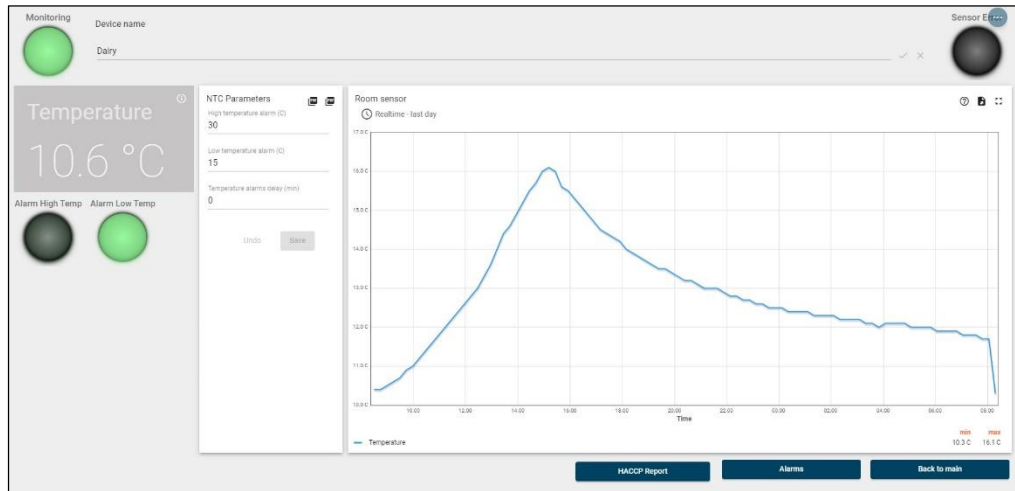 Monitoring
Device name
Dairy
Temperature
10.6 °C
Alarm High Temp
Alarm Low Temp
NTC Parameters
High temperature alarm (C)
30
Low temperature alarm (C)
15
Temperature alarms delay (min)
0
Undo
Save
Room sensor
Realtime - last day
17.0 C
16.0 C
15.0 C
14.0 C
13.0 C
12.0 C
11.0 C
10.0 C
10:00
12:00
14:00
16:00
18:00
20:00
22:00
00:00
02:00
04:00
06:00
08:00
Time
Temperature
min
max
10.3 C
16.1 C
HACCP Report
Alarms
Back to main
Sensor